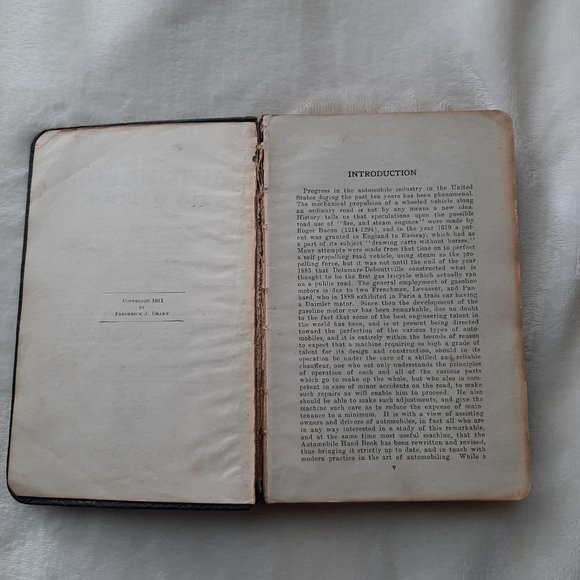 COPYRIGHT 1911
BY
FREDERICK J. DRAKE
INTRODUCTION
Progress in the automobile industry in the United
States during the past ten years has been phenomenal.
The mechanical propulsion of a wheeled vehicle along
an ordinary road is not by any means a new idea.
History tells us that speculations upon the possible
road use of "fire, and steam engines" were made by
Roger Bacon (1214-1294), and in the year 1619 a pat-
ent was granted in England to Ramsay, which had as
a part of its subject "drawing carts without horses."
Many attempts were made from that time on to perfect
a self-propelling road vehicle, using steam as the pro-
pelling force, but it was not until the end of the year
1883 that Delamare-Debouttville constructed what is
thought to be the first gas tricycle which actually ran
on a public road. The general employment of gasoline
motors is due to two Frenchmen, Levassor, and Pan-
hard, who in 1889 exhibited in Paris a tram car having
a Daimler motor. Since then the development of the
gasoline motor car has been remarkable, due no doubt
to the fact that some of the best engineering talent in
the world has been, and is at present being directed
toward the perfection of the various types of auto-
mobiles, and it is entirely within the bounds of reason
to expect that a machine requiring so high a grade of
talent for its design and construction, should in its
operation be under the care of a skilled and reliable
chauffeur, one who not only understands the principles
of operation of each and all of the various parts
which go to make up the whole, but who also is com-
petent in case of minor accidents on the road, to make
such repairs as will enable him to proceed. He also
should be able to make such adjustments, and give the
machine such care as to reduce the expense of main-
tenance to a minimum. It is with a view of assisting
owners and drivers of automobiles, in fact all who are
in any way interested in a study of this remarkable,
and at the same time most useful machine, that the
Automobile Hand Book has been rewritten and revised,
thus bringing it strictly up to date, and in touch with
modern practice in the art of automobiling. While a
V